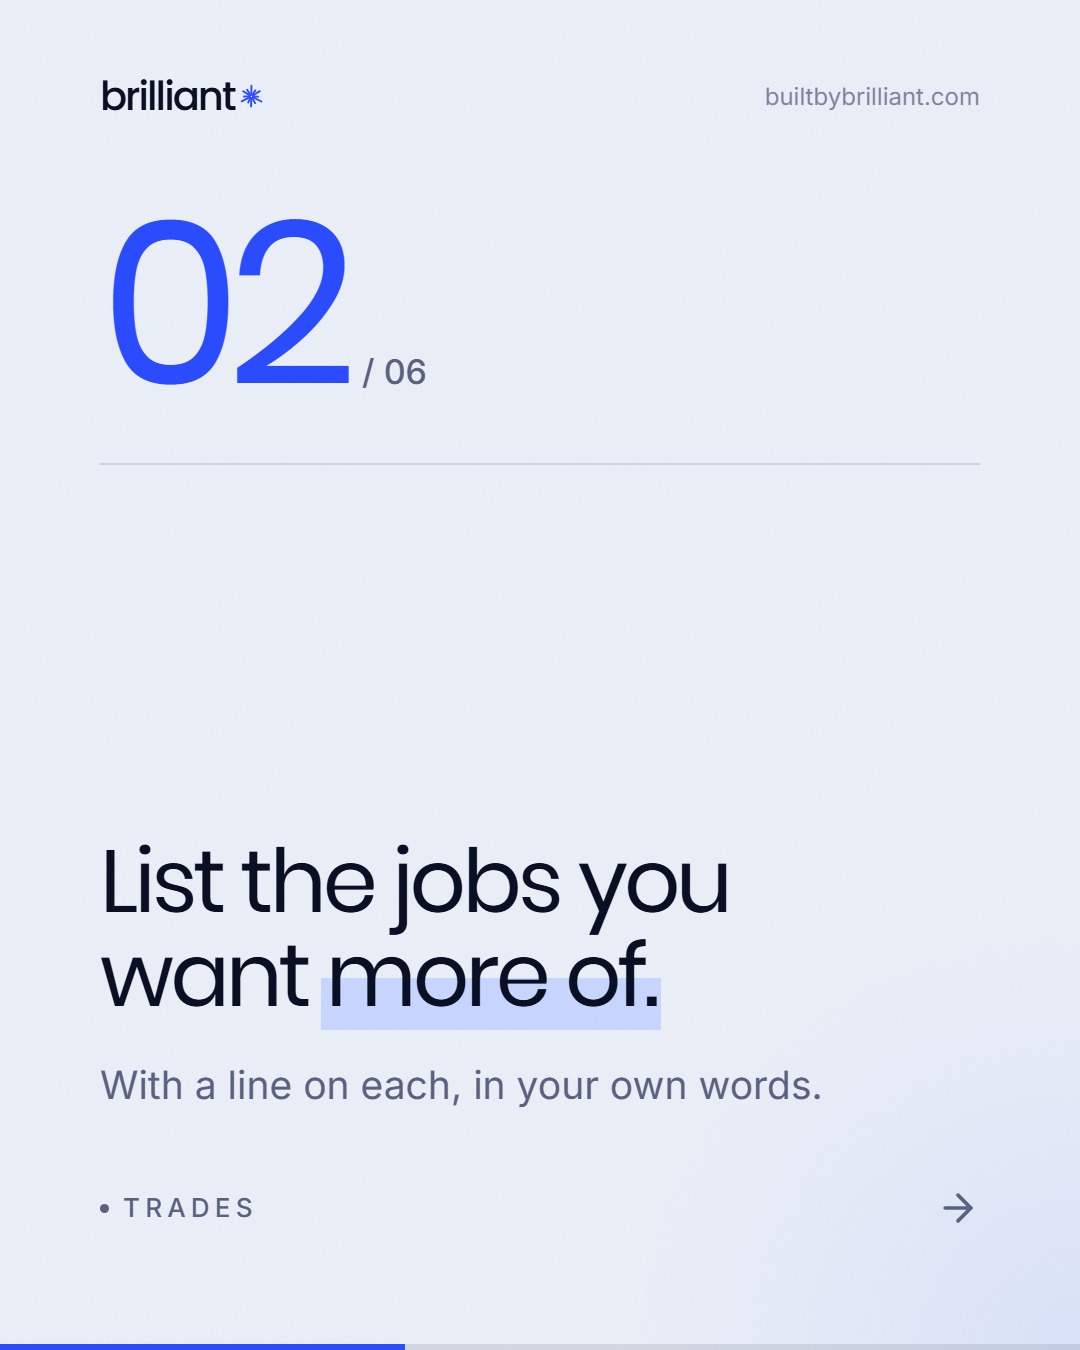 brilliant
builtbybrilliant.com
02 / 06
List the jobs you
want more of.
With a line on each, in your own words.
• TRADES